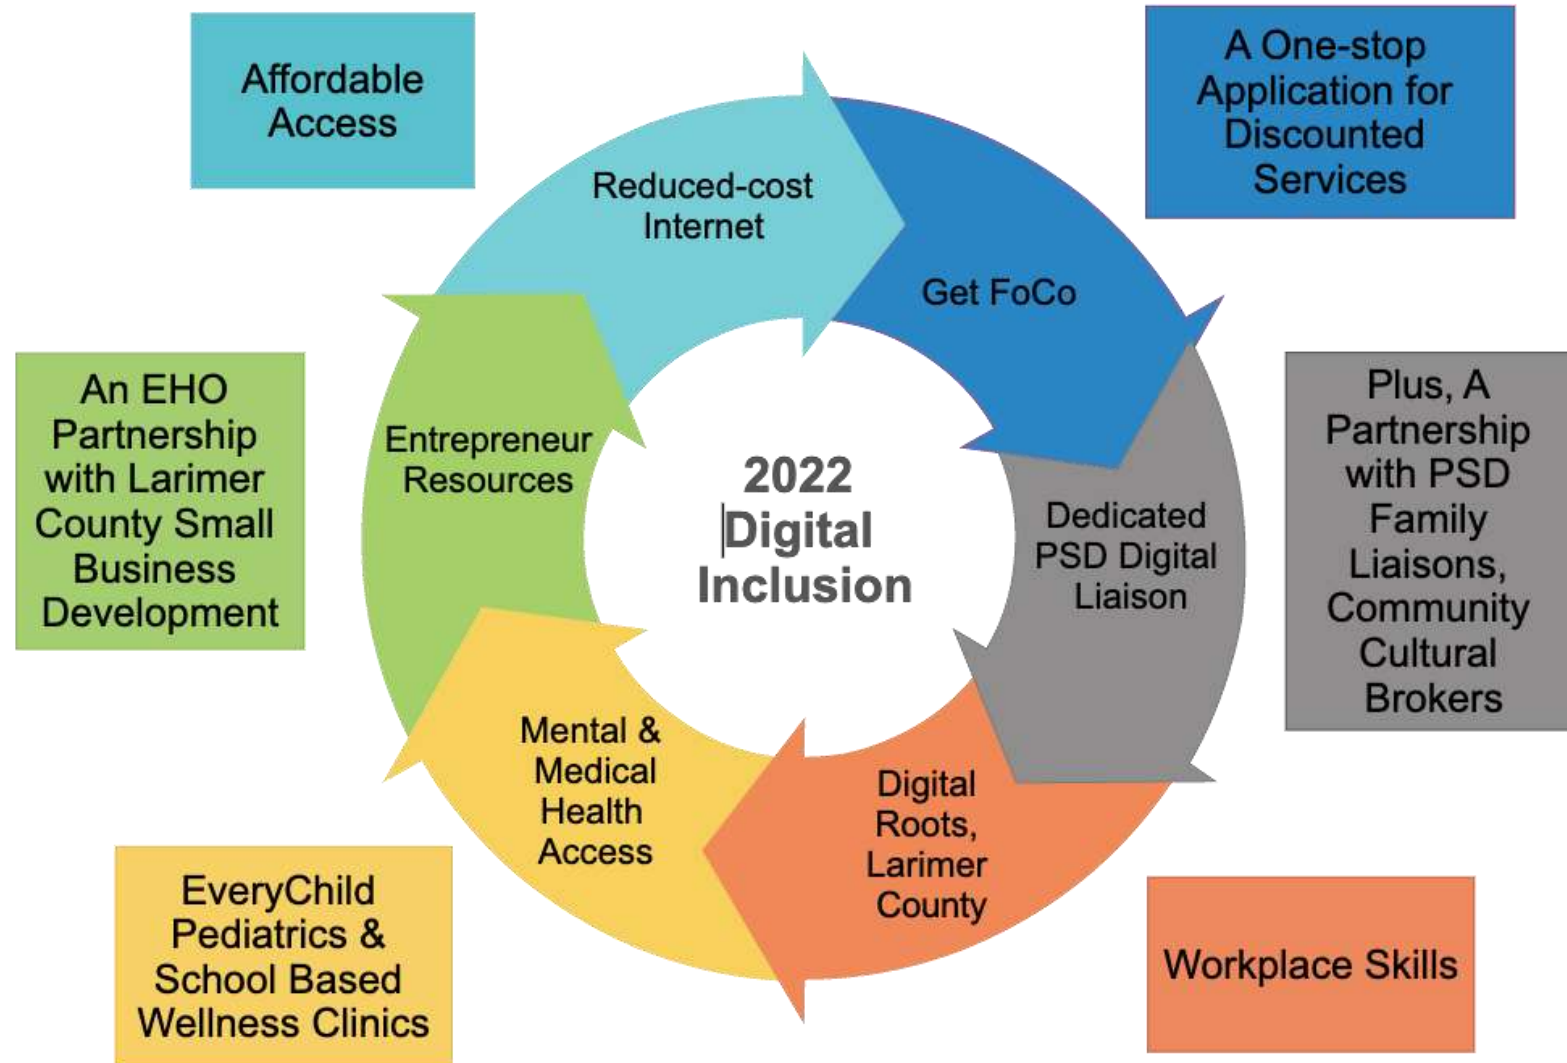 Affordable
Access
A One-stop
Application for
Discounted
Services
Reduced-cost
Internet
Get FoCo
An EHO
Partnership
with Larimer
County Small
Business
Development
Entrepreneur
Resources
2022
Digital
Inclusion
Dedicated
PSD Digital
Liaison
Plus, A
Partnership
with PSD
Family
Liaisons,
Community
Cultural
Brokers
Mental &
Medical
Health
Access
Digital
Roots,
Larimer
County
EveryChild
Pediatrics &
School Based
Wellness Clinics
Workplace Skills